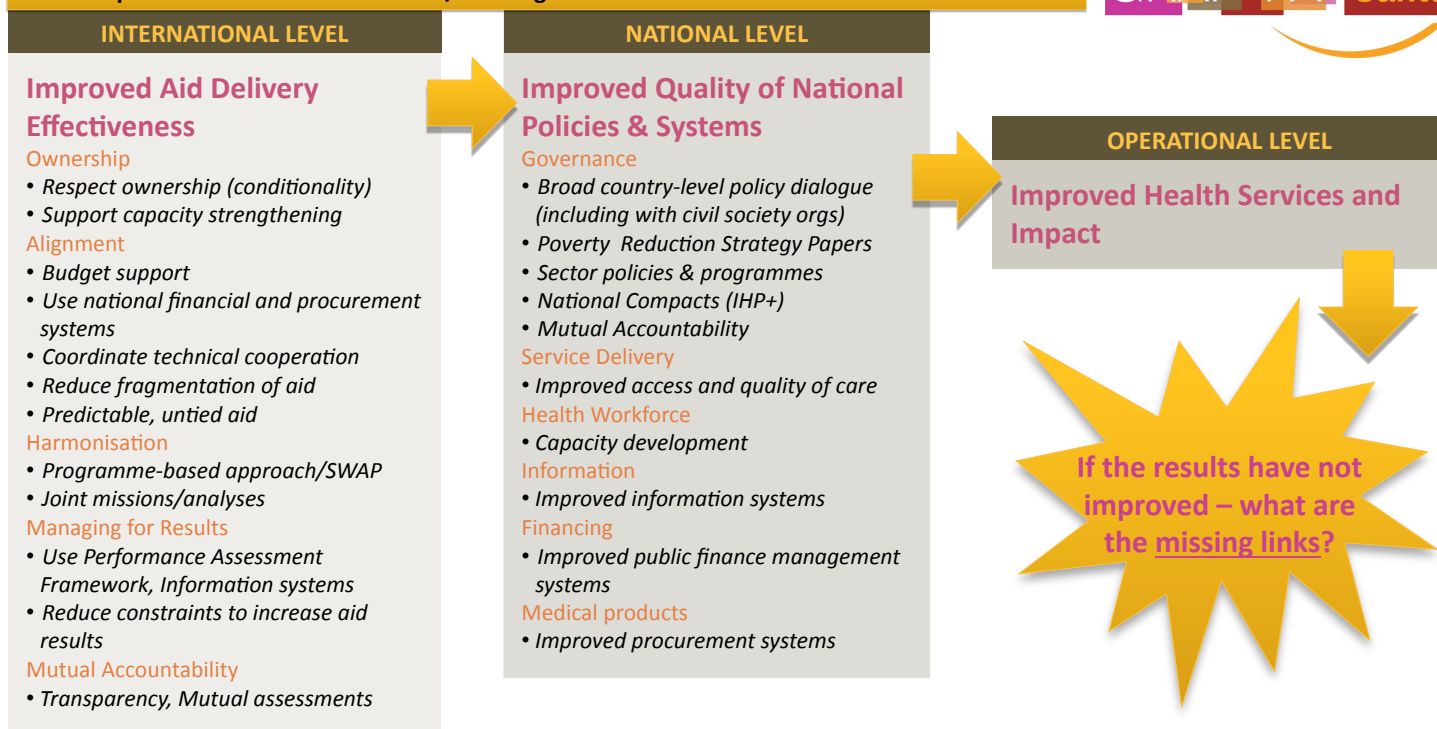 INTERNATIONAL LEVEL
Improved Aid Delivery
Effectiveness
Ownership
• Respect ownership (conditionality)
• Support capacity strengthening
Alignment
• Budget support
• Use national financial and procurement
systems
• Coordinate technical cooperation
• Reduce fragmentation of aid
• Predictable, untied aid
Harmonisation
• Programme-based approach/SWAP
• Joint missions/analyses
Managing for Results
• Use Performance Assessment
Framework, Information systems
• Reduce constraints to increase aid
results
Mutual Accountability
• Transparency, Mutual assessments
NATIONAL LEVEL
Improved Quality of National
Policies & Systems
Governance
• Broad country-level policy dialogue
(including with civil society orgs)
• Poverty Reduction Strategy Papers
• Sector policies & programmes
• National Compacts (IHP+)
• Mutual Accountability
Service Delivery
• Improved access and quality of care
Health Workforce
• Capacity development
Information
• Improved information systems
Financing
• Improved public finance management
systems
Medical products
• Improved procurement systems
OPERATIONAL LEVEL
Improved Health Services and
Impact
If the results have not
improved – what are
the missing links?